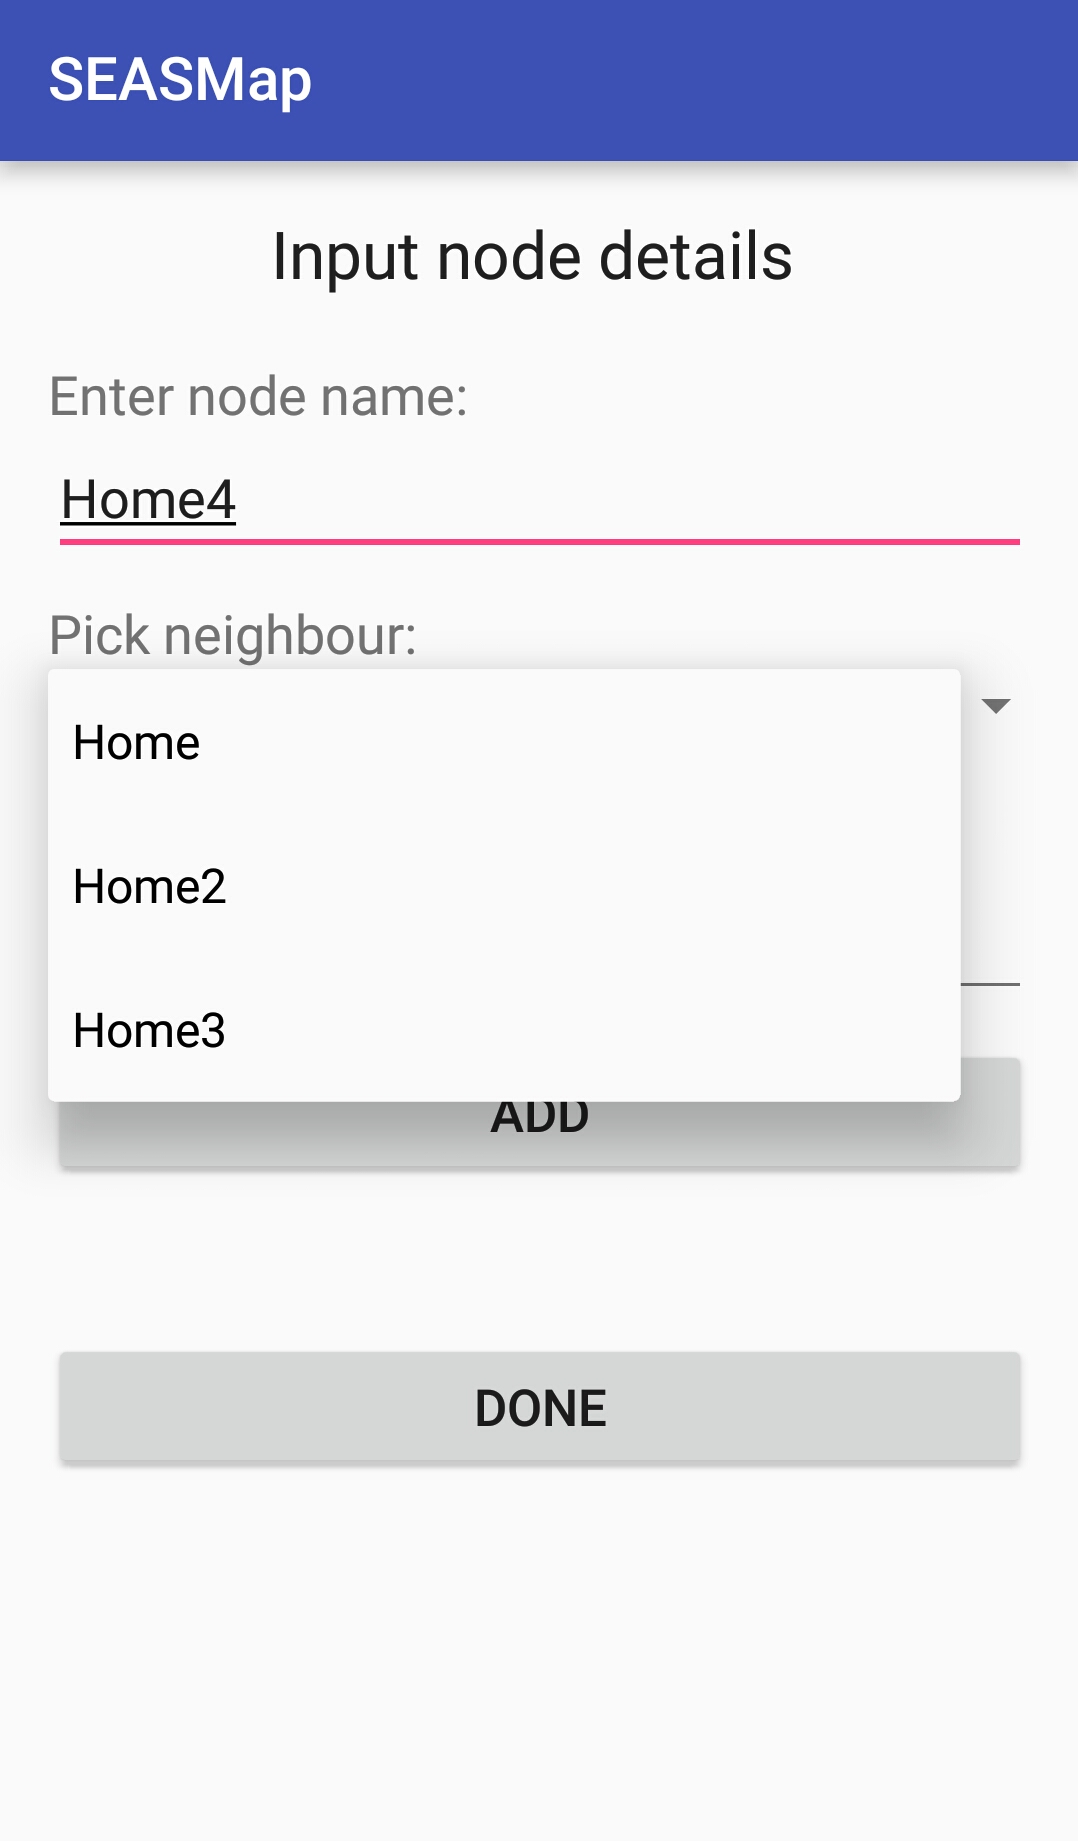 SEASMap
Input node details
Enter node name:
Home4
Pick neighbour:
Home
Home2
Home3
ADD
DONE